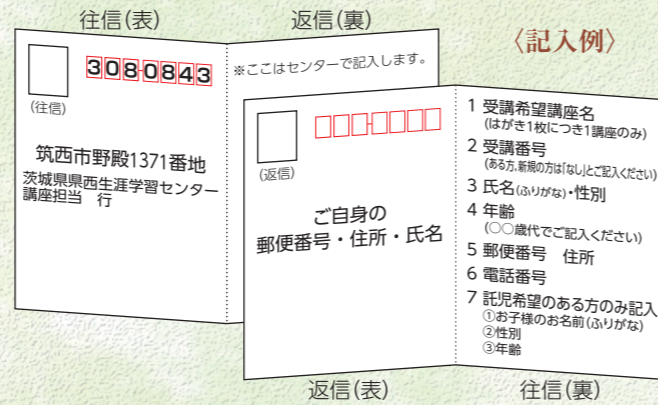 往信(表)
返信(裏)
〈記入例〉
3080843
(往信)
※ここはセンターで記入します。
筑西市野殿1371番地
茨城県県西生涯学習センター
講座担当　行
(返信)
ご自身の
郵便番号・住所・氏名
1 受講希望講座名
(はがき1枚につき1講座のみ)
2 受講番号
(ある方、新規の方は「なし」とご記入ください)
3 氏名(ふりがな)・性別
4 年齢
(○○歳代でご記入ください)
5 郵便番号　住所
6 電話番号
7 託児希望のある方のみ記入
①お子様のお名前(ふりがな)
②性別
③年齢
返信(表)
往信(裏)